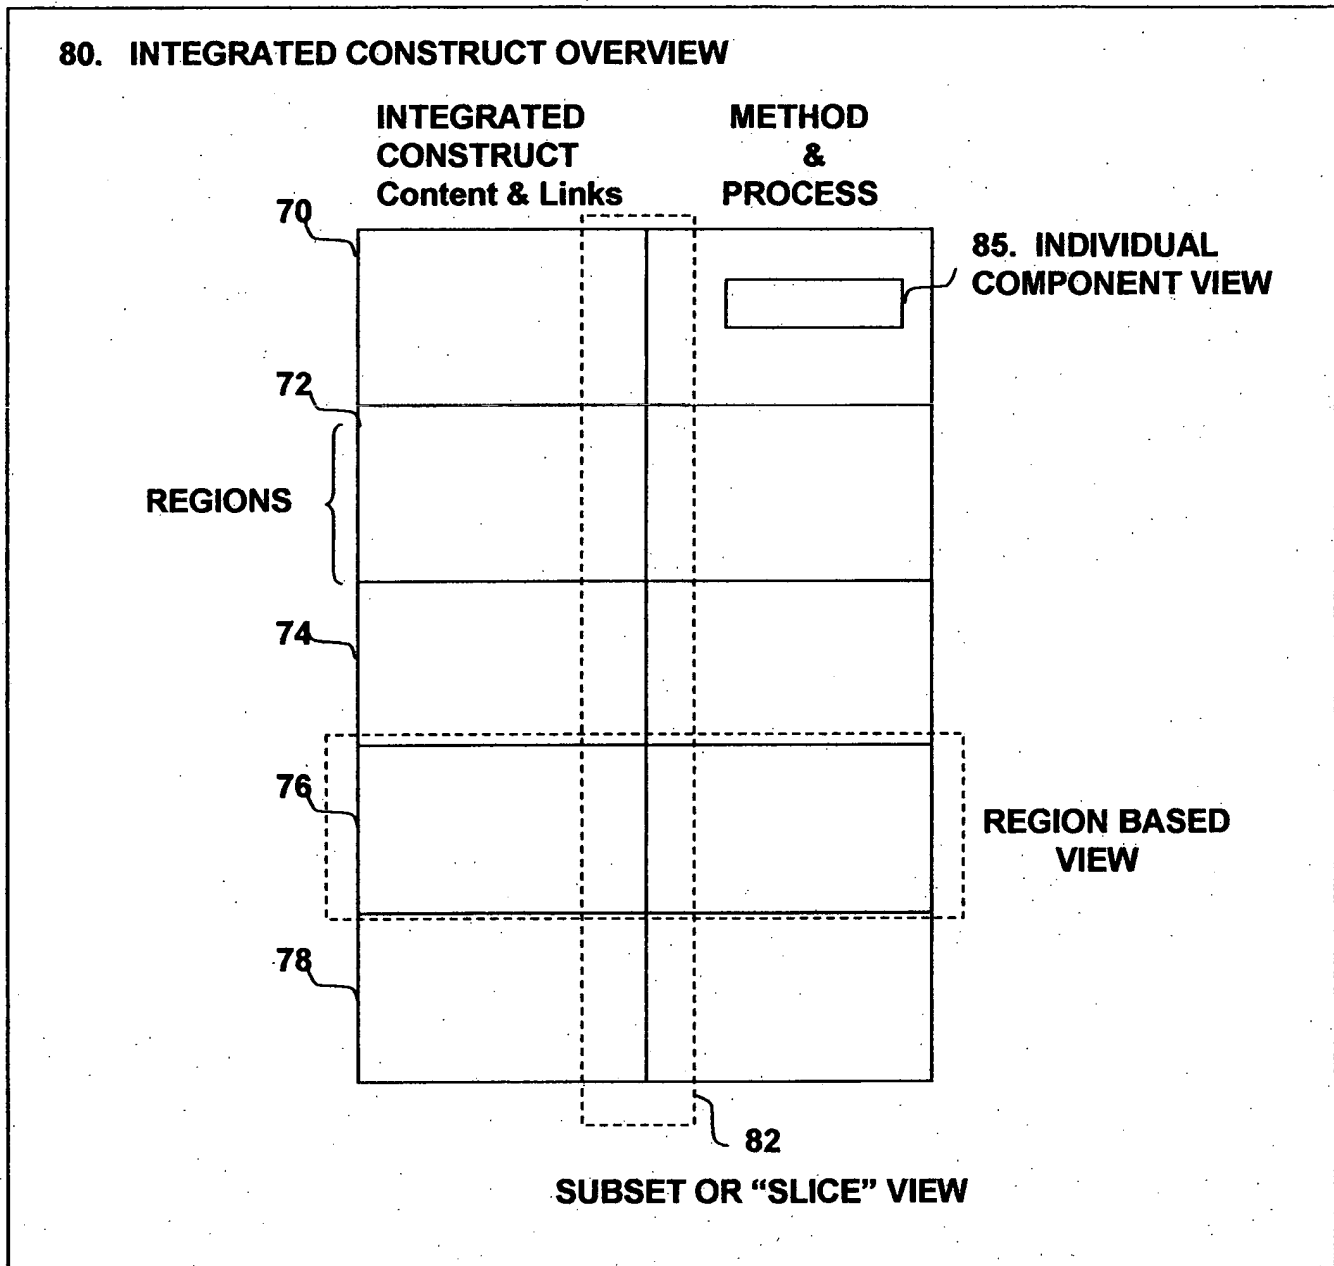 80. INTEGRATED CONSTRUCT OVERVIEW
INTEGRATED
CONSTRUCT
Content & Links
METHOD
&
PROCESS
70
85. INDIVIDUAL
COMPONENT VIEW
72
REGIONS
74
76
REGION BASED
VIEW
78
82
SUBSET OR “SLICE” VIEW